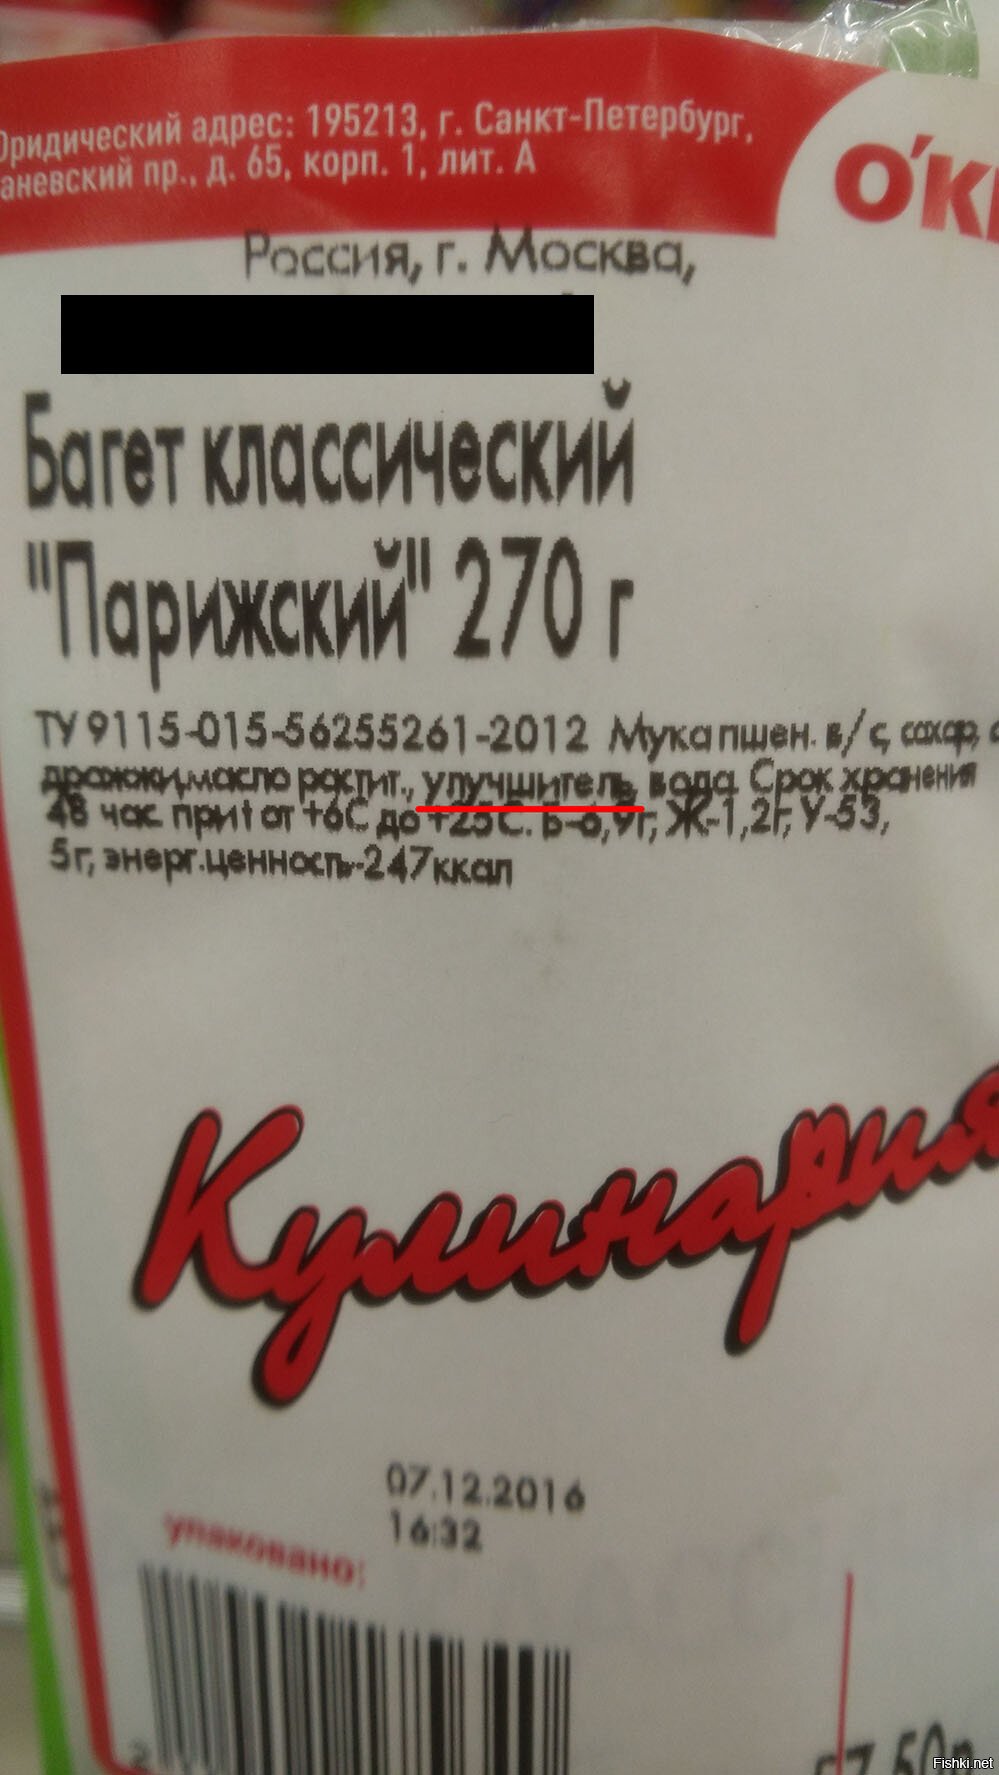 Юридический адрес: 195213, г. Санкт-Петербург,
аневский пр., д. 65, корп. 1, лит. А
О'К
Россия, г. Москва,
Багет классический
"Парижский" 270 г
ТУ 9115-015-56255261-2012 Мука пшен. в/с, сахар, с
дрожжи,масло растит., улучшитель, вода. Срок хранения
48 час. при t от +6С до +25С. Б-6,9г, Ж-1,2г, У-53,
5г, энерг.ценность-247ккал
Кулинария
07.12.2016
16:32
упаковано:
57.50р
Fishki.net